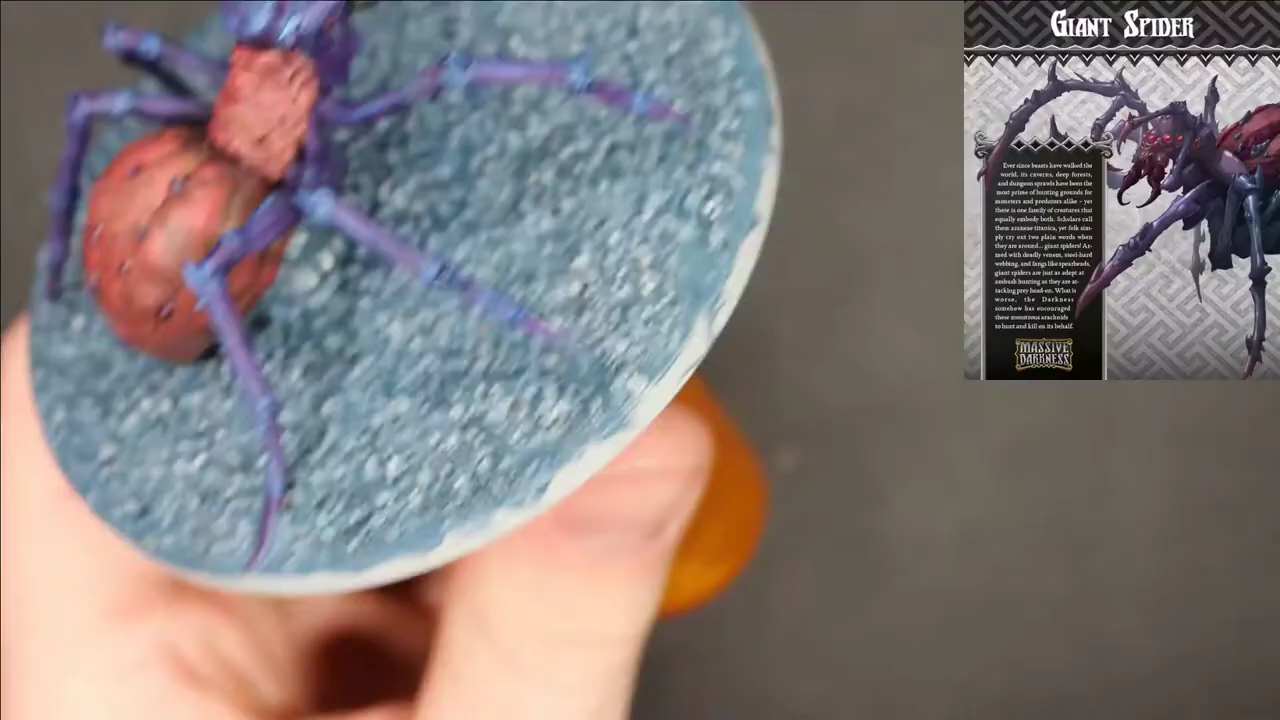 GIANT SPIDER
Ever since beasts have walked the
world, its caverns, deep forests,
and dungeon sprawls have been the
most prime of hunting grounds for
monsters and predators alike – yet
there is one family of creatures that
equally embody both. Scholars call
them araneae titanica, yet folk sim-
ply cry out two plain words when
they are around... giant spiders! Ar-
med with deadly venom, steel-hard
webbing, and fangs like spearheads,
giant spiders are just as adept at
ambush hunting as they are at-
tacking prey head-on. What is
worse, the Darkness
somehow has encouraged
these monstrous arachnids
to hunt and kill on its behalf.
MASSIVE
DARKNESS